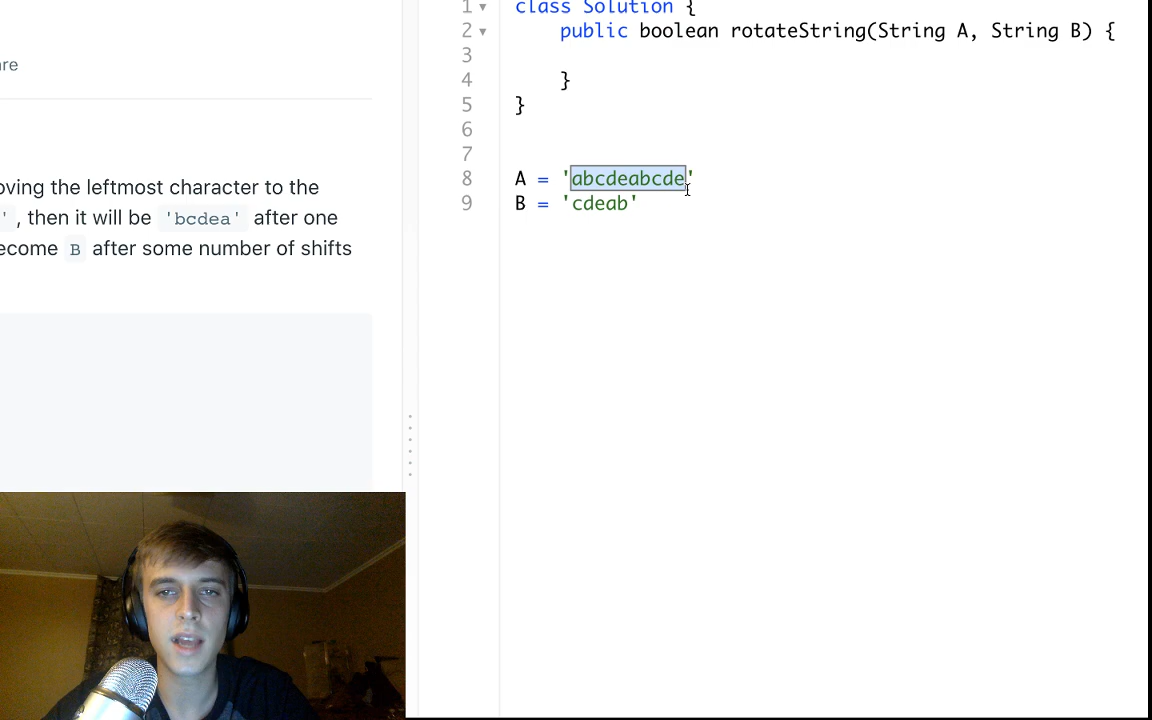 are
oving the leftmost character to the
', then it will be 'bcdea' after one
ecome B after some number of shifts
1 class Solution {
2 public boolean rotateString(String A, String B) {
3
4 }
5 }
6
7
8 A = 'abcdeabcde'
9 B = 'cdeab'